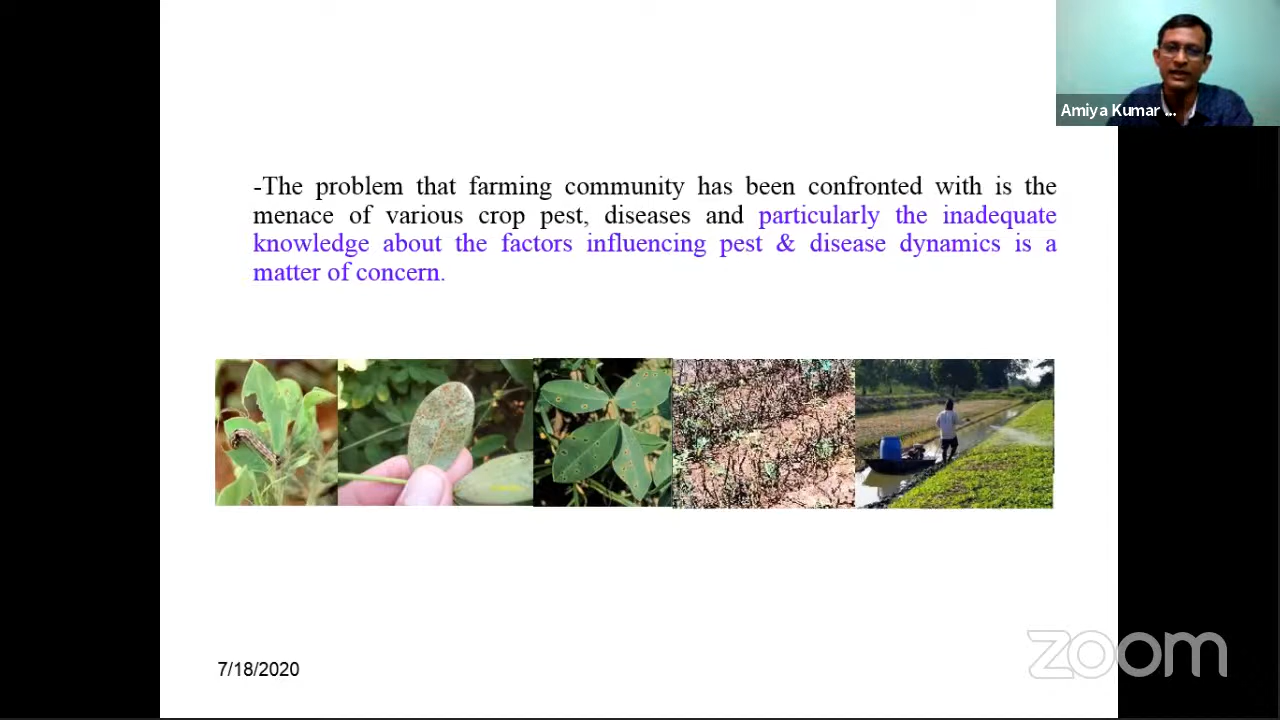 Amiya Kumar ...
-The problem that farming community has been confronted with is the
menace of various crop pest, diseases and particularly the inadequate
knowledge about the factors influencing pest & disease dynamics is a
matter of concern.
7/18/2020
zoom